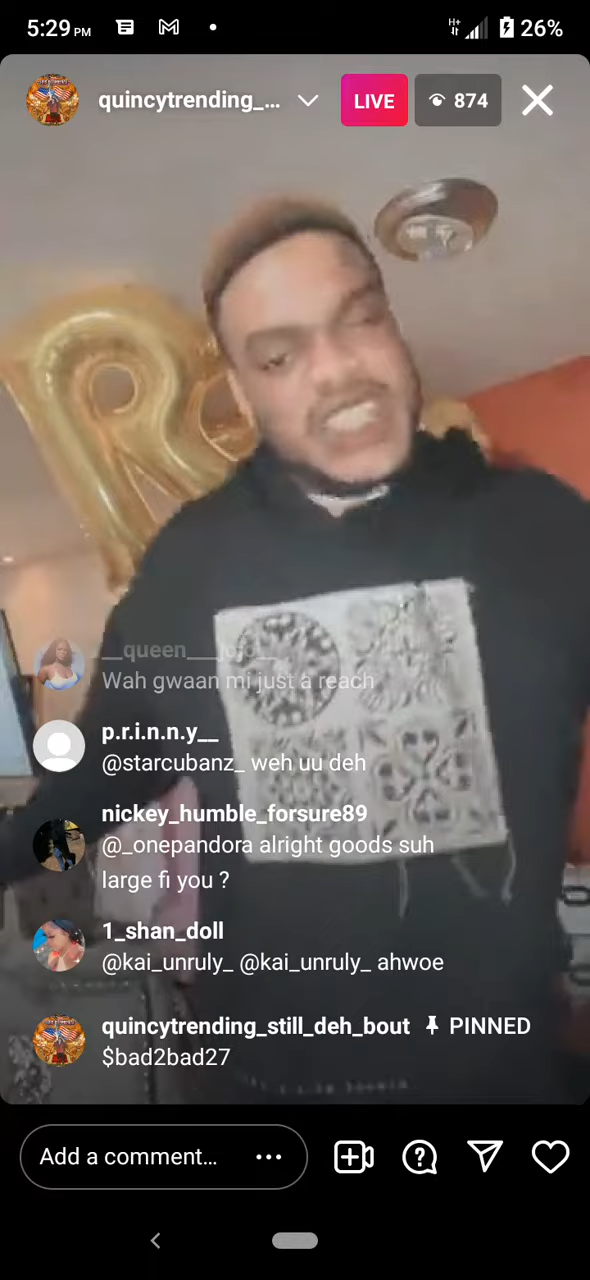 5:29 PM
H+
26%
quincytrending_...
LIVE
874
R
__queen___jojo__
Wah gwaan mi just a reach
p.r.i.n.n.y__
@starcubanz_ weh uu deh
nickey_humble_forsure89
@_onepandora alright goods suh
large fi you ?
1_shan_doll
@kai_unruly_ @kai_unruly_ ahwoe
quincytrending_still_deh_bout PINNED
$bad2bad27
Add a comment...